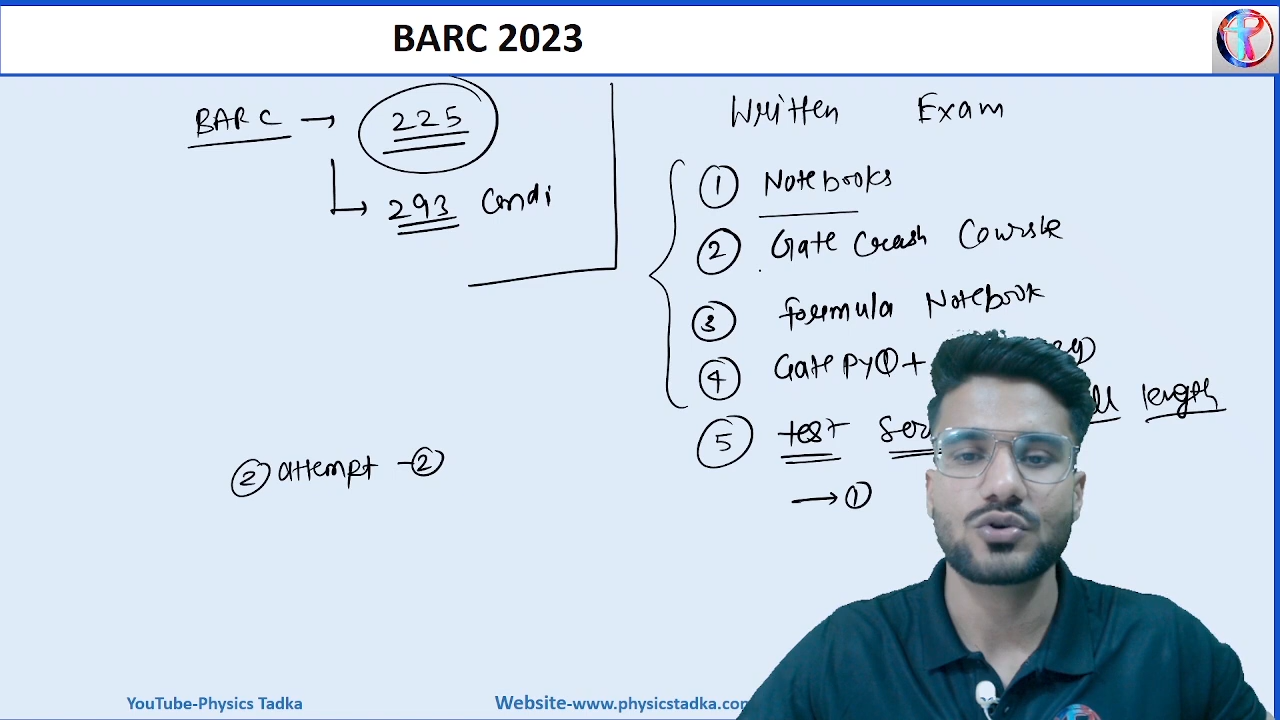 BARC 2023
BARC → 225
→ 293 Candi
Written Exam
① Notebooks
② Gate Crash Course
③ formula Notebook
④ Gate PYQ +
⑤ test length
→ ①
② attempt - ②
YouTube-Physics Tadka
Website-www.physicstadka.com